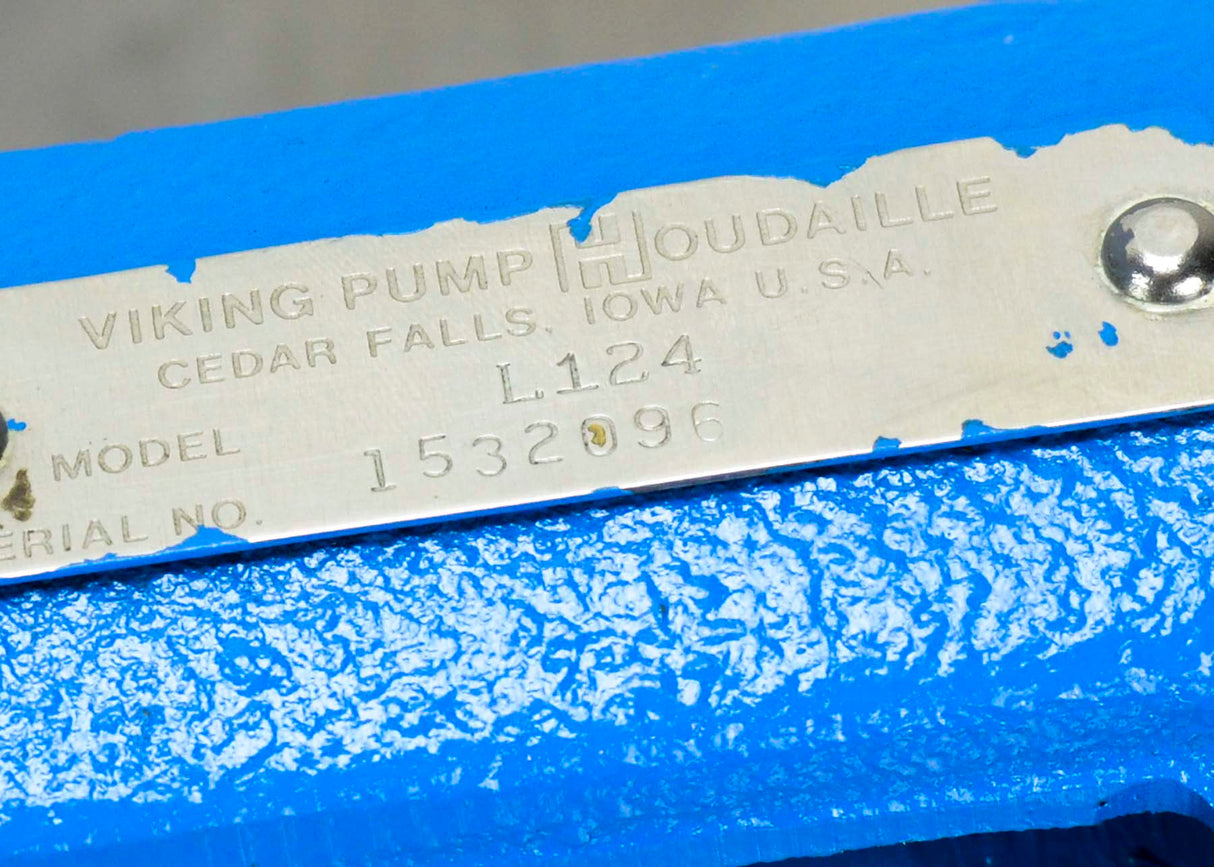 VIKING PUMP HOUDAILLE
CEDAR FALLS, IOWA U.S.A.
MODEL L124
ERIAL NO. 1532096